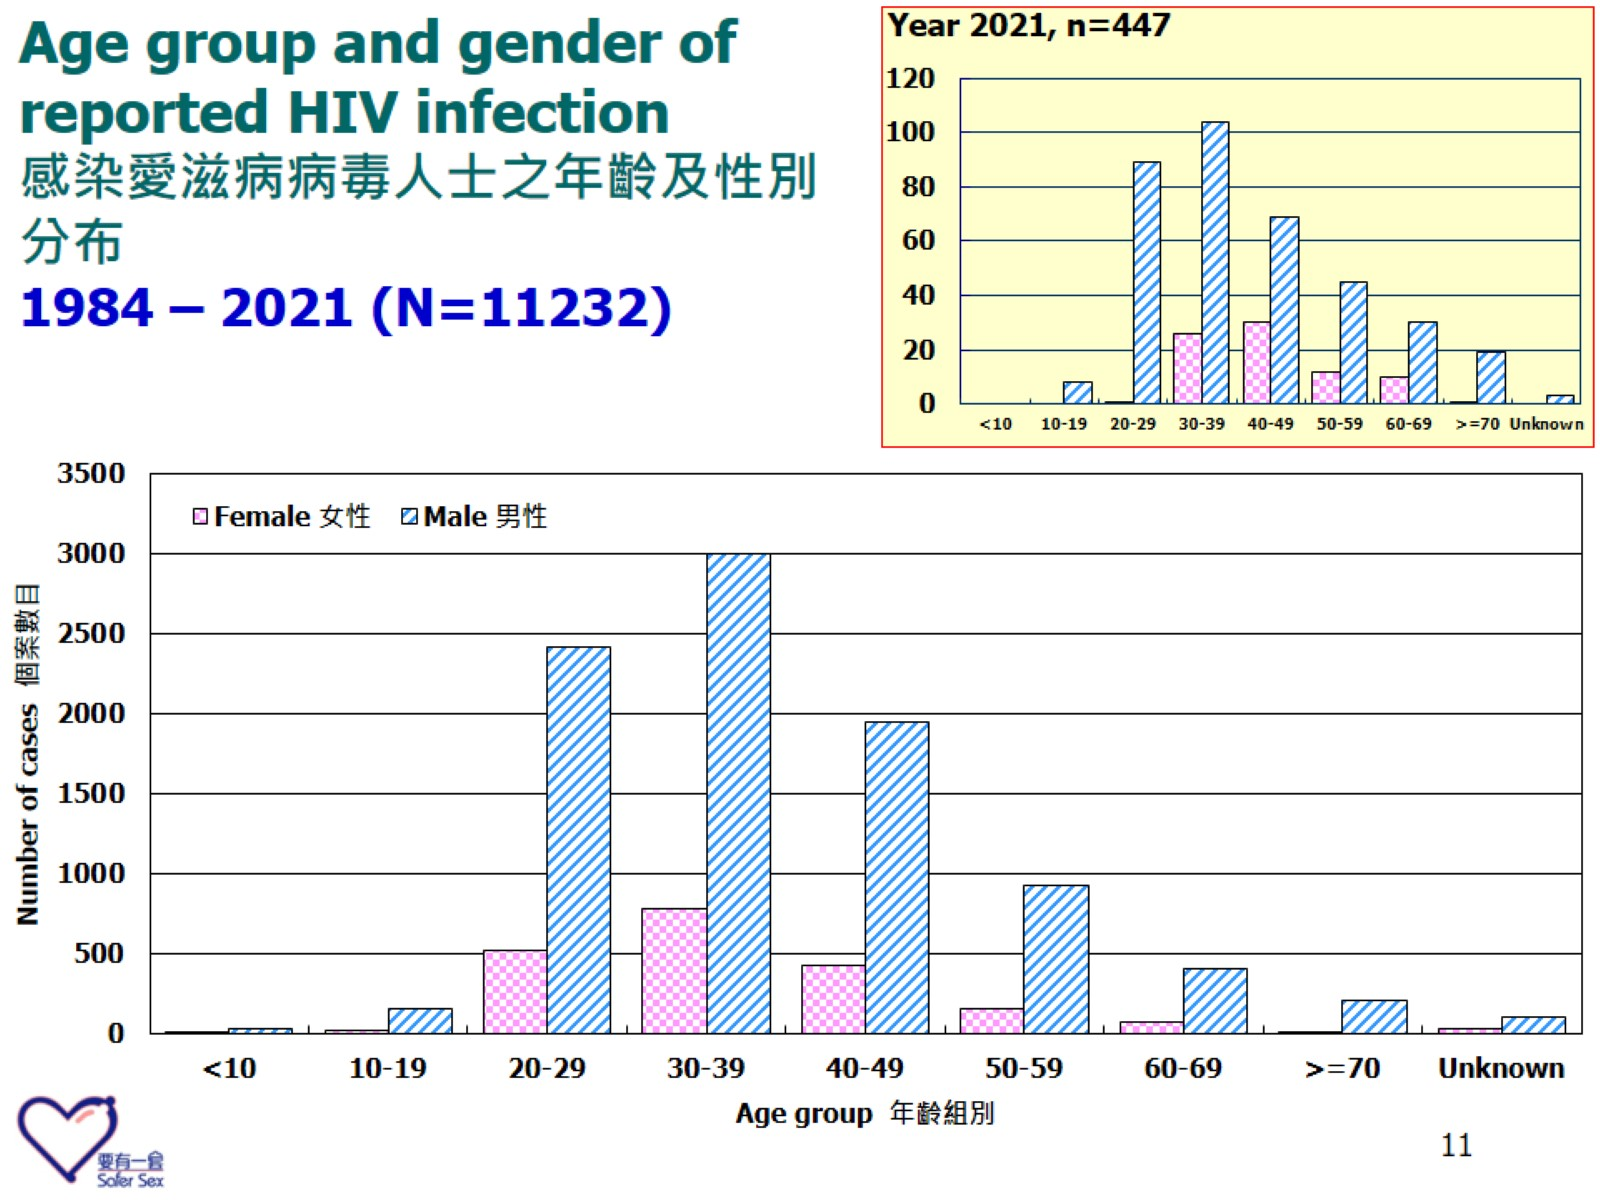 Age group and gender of
reported HIV infection
感染愛滋病病毒人士之年齡及性別
分布
1984 – 2021 (N=11232)
Year 2021, n=447
120
100
80
60
40
20
0
<10 10-19 20-29 30-39 40-49 50-59 60-69 >=70 Unknown
3500
3000
2500
2000
1500
1000
500
0
Female 女性 Male 男性
Number of cases 個案數目
<10 10-19 20-29 30-39 40-49 50-59 60-69 >=70 Unknown
Age group 年齡組別
要有一套
Safer Sex
11